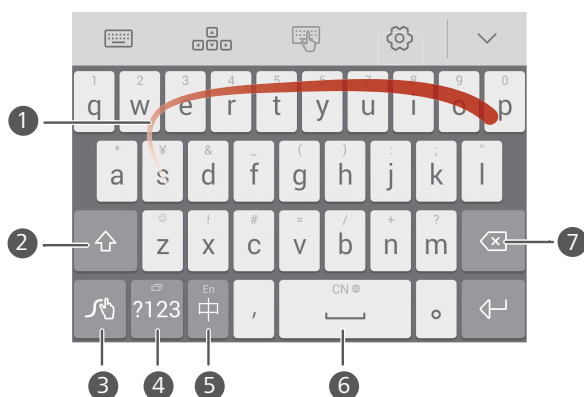 1 2 3 4 5 6 7 8 9 0
q w e r t y u i o p
1
* ¥ & _ ( ) : ; "
a s d f g h j k l
☺ ! # = / + ?
2 z x c v b n m 7
En CN
?123 中 , 。
3 4 5 6